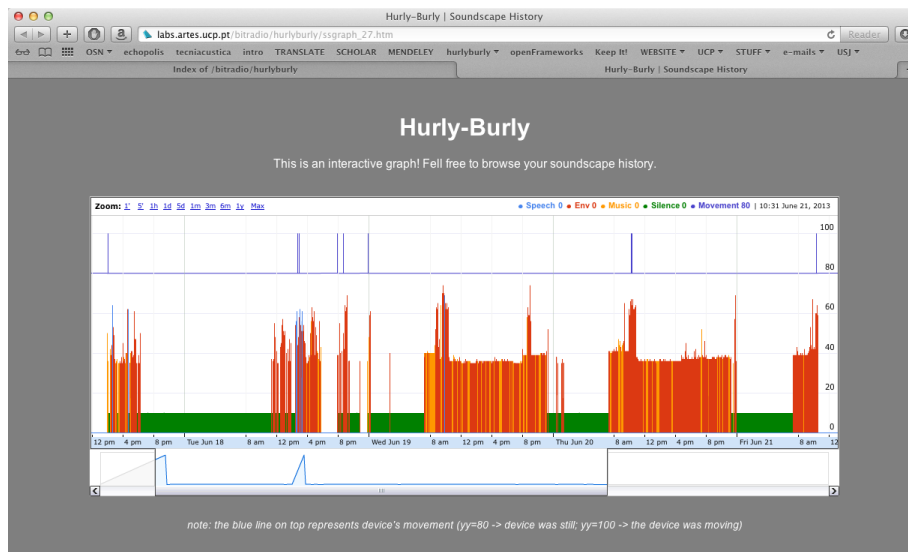 Hurly-Burly | Soundscape History
labs.artes.ucp.pt/bitradio/hurlyburly/ssgraph_27.htm Reader
OSN echopolis tecniacustica intro TRANSLATE SCHOLAR MENDELEY hurlyburly openFrameworks Keep It! WEBSITE UCP STUFF e-mails USJ
Index of /bitradio/hurlyburly Hurly-Burly | Soundscape History
Hurly-Burly
This is an interactive graph! Fell free to browse your soundscape history.
Zoom: 1' 5' 1h 1d 5d 1m 3m 6m 1y Max Speech 0 Env 0 Music 0 Silence 0 Movement 80 | 10:31 June 21, 2013
100
80
60
40
20
0
12 pm 4 pm 8 pm Tue Jun 18 8 am 12 pm 4 pm 8 pm Wed Jun 19 8 am 12 pm 4 pm 8 pm Thu Jun 20 8 am 12 pm 4 pm 8 pm Fri Jun 21 8 am 12
note: the blue line on top represents device's movement (yy=80 -> device was still; yy=100 -> the device was moving)